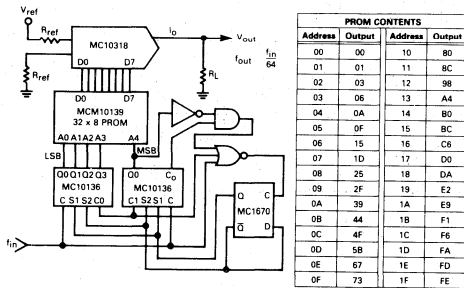 Vref
Rref
MC10318
io
Vout
fout fin/64
Rref
D0 D7
RL
D0 D7
MCM10139
32 x 8 PROM
A0 A1 A2 A3 A4
LSB
MSB
Q0 Q1 Q2 Q3
MC10136
C S1 S2 C0
Q0 Co
MC10136
C1 S2 S1 C
Q C
MC1670
Q̅ D
fin
PROM CONTENTS
Address Output Address Output
00 00 10 80
01 01 11 8C
02 03 12 98
03 06 13 A4
04 0A 14 B0
05 0F 15 BC
06 15 16 C6
07 1D 17 D0
08 25 18 DA
09 2F 19 E2
0A 39 1A E9
0B 44 1B F1
0C 4F 1C F6
0D 5B 1D FA
0E 67 1E FD
0F 73 1F FE